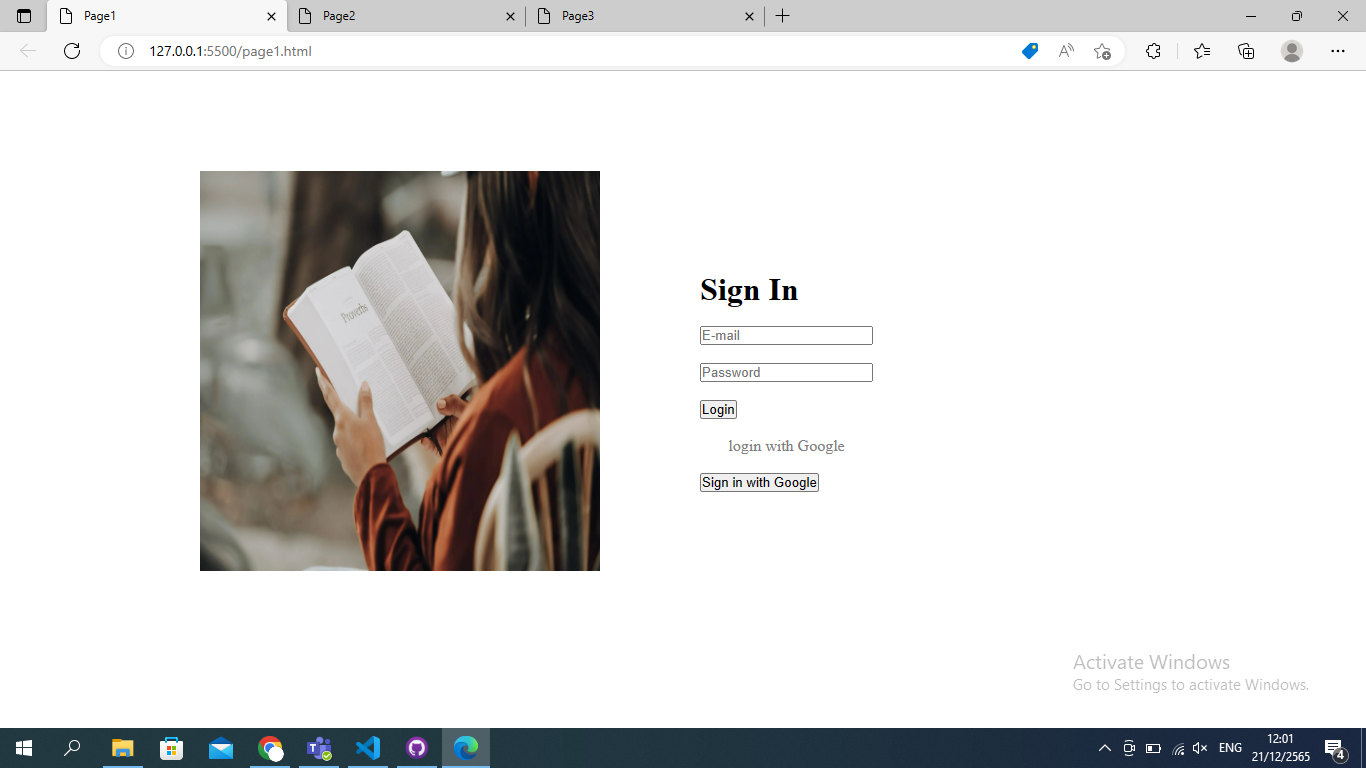 Page1
Page2
Page3
127.0.0.1:5500/page1.html
Proverbs
Sign In
E-mail
Password
Login
login with Google
Sign in with Google
Activate Windows
Go to Settings to activate Windows.
ENG
12:01
21/12/2565
4